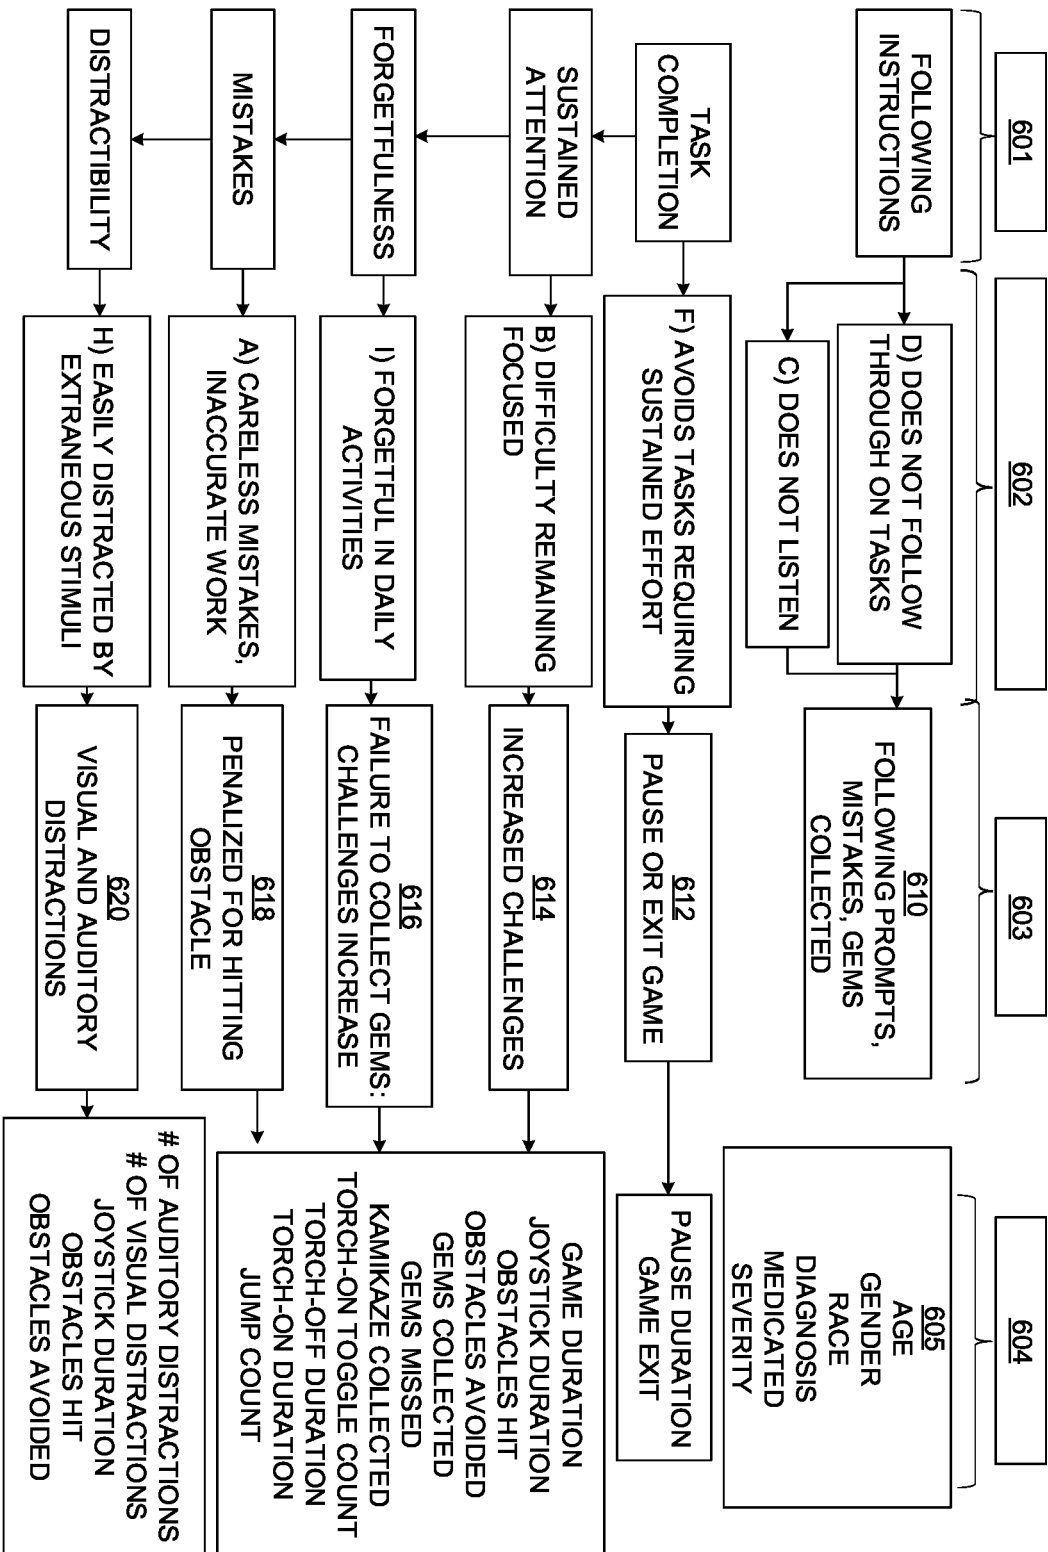 601
602
603
604
FOLLOWING
INSTRUCTIONS
D) DOES NOT FOLLOW
THROUGH ON TASKS
C) DOES NOT LISTEN
610
FOLLOWING PROMPTS,
MISTAKES, GEMS
COLLECTED
605
AGE
GENDER
RACE
DIAGNOSIS
MEDICATED
SEVERITY
TASK
COMPLETION
F) AVOIDS TASKS REQUIRING
SUSTAINED EFFORT
612
PAUSE OR EXIT GAME
PAUSE DURATION
GAME EXIT
SUSTAINED
ATTENTION
B) DIFFICULTY REMAINING
FOCUSED
614
INCREASED CHALLENGES
GAME DURATION
JOYSTICK DURATION
OBSTACLES HIT
OBSTACLES AVOIDED
GEMS COLLECTED
GEMS MISSED
KAMIKAZE COLLECTED
TORCH-ON TOGGLE COUNT
TORCH-OFF DURATION
TORCH-ON DURATION
JUMP COUNT
FORGETFULNESS
I) FORGETFUL IN DAILY
ACTIVITIES
616
FAILURE TO COLLECT GEMS:
CHALLENGES INCREASE
MISTAKES
A) CARELESS MISTAKES,
INACCURATE WORK
618
PENALIZED FOR HITTING
OBSTACLE
DISTRACTIBILITY
H) EASILY DISTRACTED BY
EXTRANEOUS STIMULI
620
VISUAL AND AUDITORY
DISTRACTIONS
# OF AUDITORY DISTRACTIONS
# OF VISUAL DISTRACTIONS
JOYSTICK DURATION
OBSTACLES HIT
OBSTACLES AVOIDED